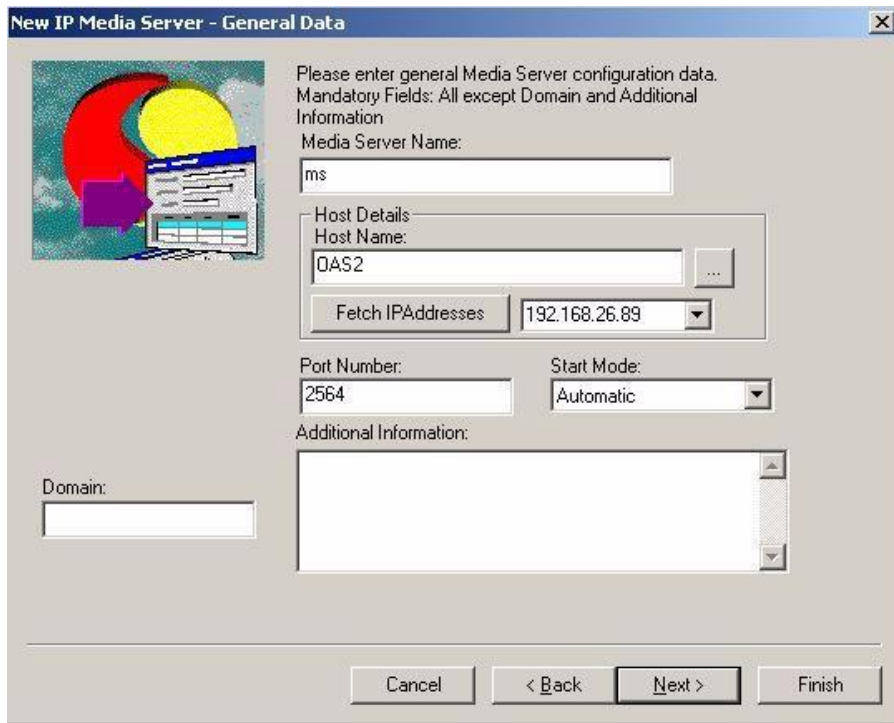 New IP Media Server - General Data
Please enter general Media Server configuration data.
Mandatory Fields: All except Domain and Additional
Information
Media Server Name:
ms
Host Details
Host Name:
OAS2
...
Fetch IPAddresses
192.168.26.89
Port Number:
Start Mode:
2564
Automatic
Additional Information:
Domain:
Cancel
< Back
Next >
Finish